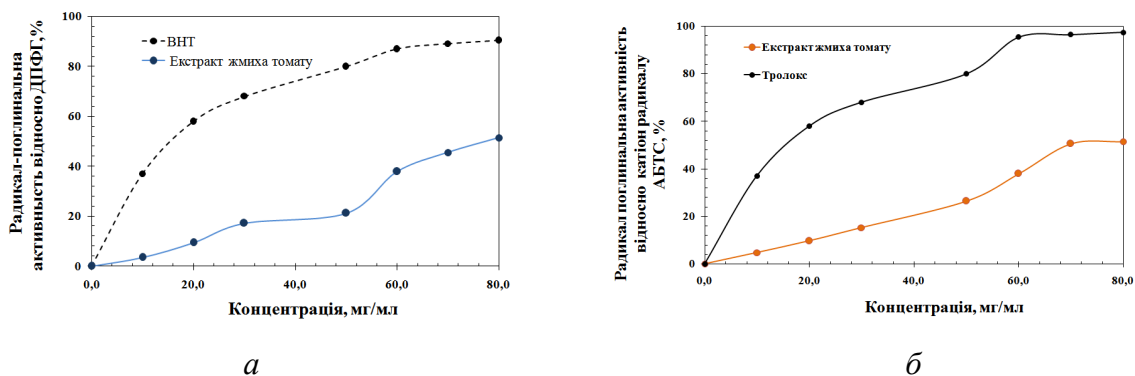 Радикал-поглинальна
активнысть відносно ДПФГ,%
100
80
60
40
20
0
ВНТ
Екстракт жмиха томату
0,0 20,0 40,0 60,0 80,0
Концентрація, мг/мл
а
Радикал поглинальна активність
відносно катіон радикалу
АБТС, %
100
80
60
40
20
0
Екстракт жмиха томату
Тролокс
0,0 20,0 40,0 60,0 80,0
Концентрація, мг/мл
б